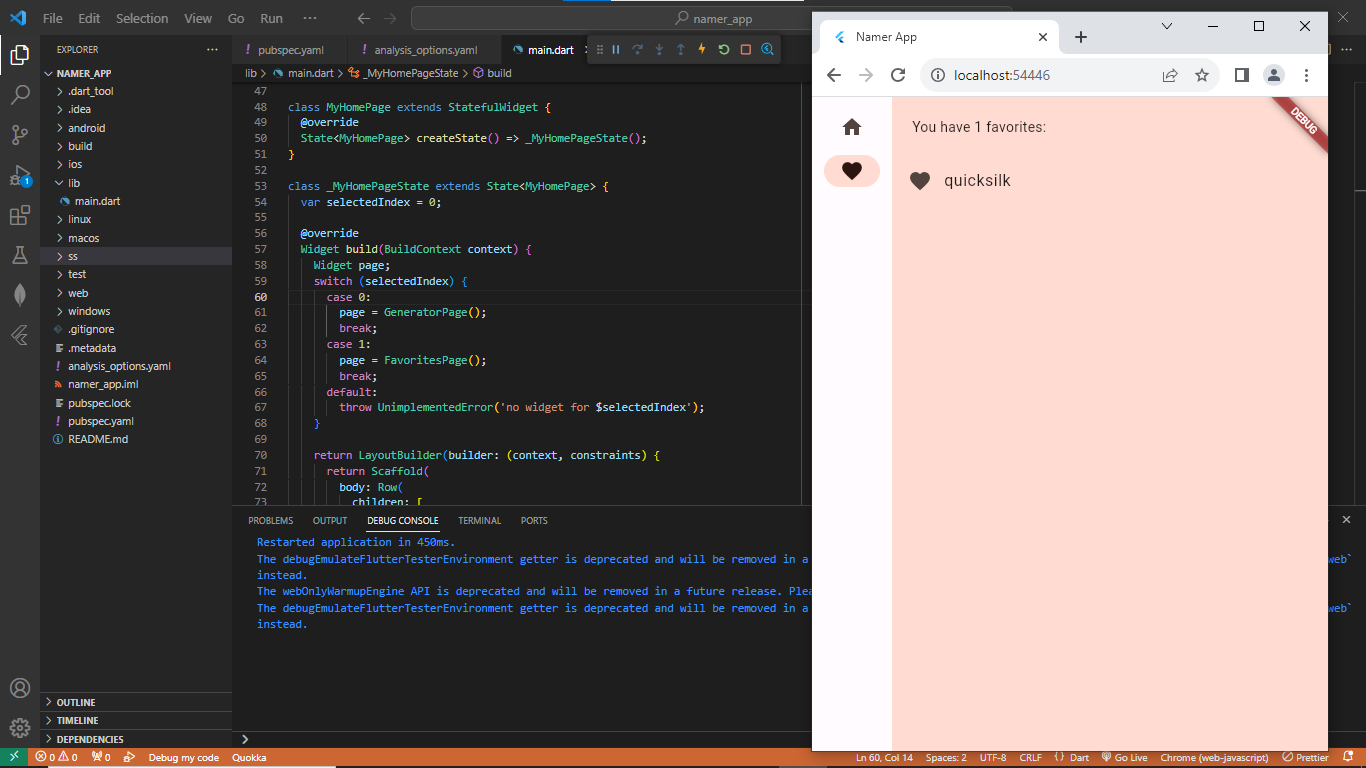 File Edit Selection View Go Run ···
namer_app
EXPLORER
NAMER_APP
.dart_tool
.idea
android
build
ios
lib
main.dart
linux
macos
ss
test
web
windows
.gitignore
.metadata
analysis_options.yaml
namer_app.iml
pubspec.lock
pubspec.yaml
README.md
OUTLINE
TIMELINE
DEPENDENCIES
pubspec.yaml analysis_options.yaml main.dart
lib > main.dart > _MyHomePageState > build
47
48 class MyHomePage extends StatefulWidget {
49 @override
50 State<MyHomePage> createState() => _MyHomePageState();
51 }
52
53 class _MyHomePageState extends State<MyHomePage> {
54 var selectedIndex = 0;
55
56 @override
57 Widget build(BuildContext context) {
58 Widget page;
59 switch (selectedIndex) {
60 case 0:
61 page = GeneratorPage();
62 break;
63 case 1:
64 page = FavoritesPage();
65 break;
66 default:
67 throw UnimplementedError('no widget for $selectedIndex');
68 }
69
70 return LayoutBuilder(builder: (context, constraints) {
71 return Scaffold(
72 body: Row(
73 children: [
PROBLEMS OUTPUT DEBUG CONSOLE TERMINAL PORTS
Restarted application in 450ms.
The debugEmulateFlutterTesterEnvironment getter is deprecated and will be removed in a web`
instead.
The webOnlyWarmupEngine API is deprecated and will be removed in a future release. Plea
The debugEmulateFlutterTesterEnvironment getter is deprecated and will be removed in a web`
instead.
Namer App
localhost:54446
DEBUG
You have 1 favorites:
quicksilk
1
0 0 0 Debug my code Quokka Ln 60, Col 14 Spaces: 2 UTF-8 CRLF {} Dart Go Live Chrome (web-javascript) Prettier